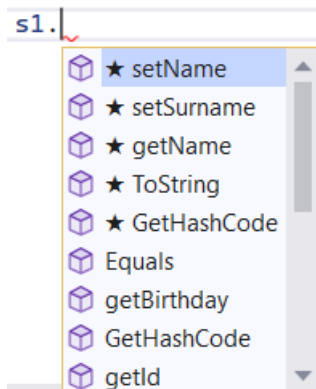 s1.
★ setName
★ setSurname
★ getName
★ ToString
★ GetHashCode
Equals
getBirthday
GetHashCode
getId